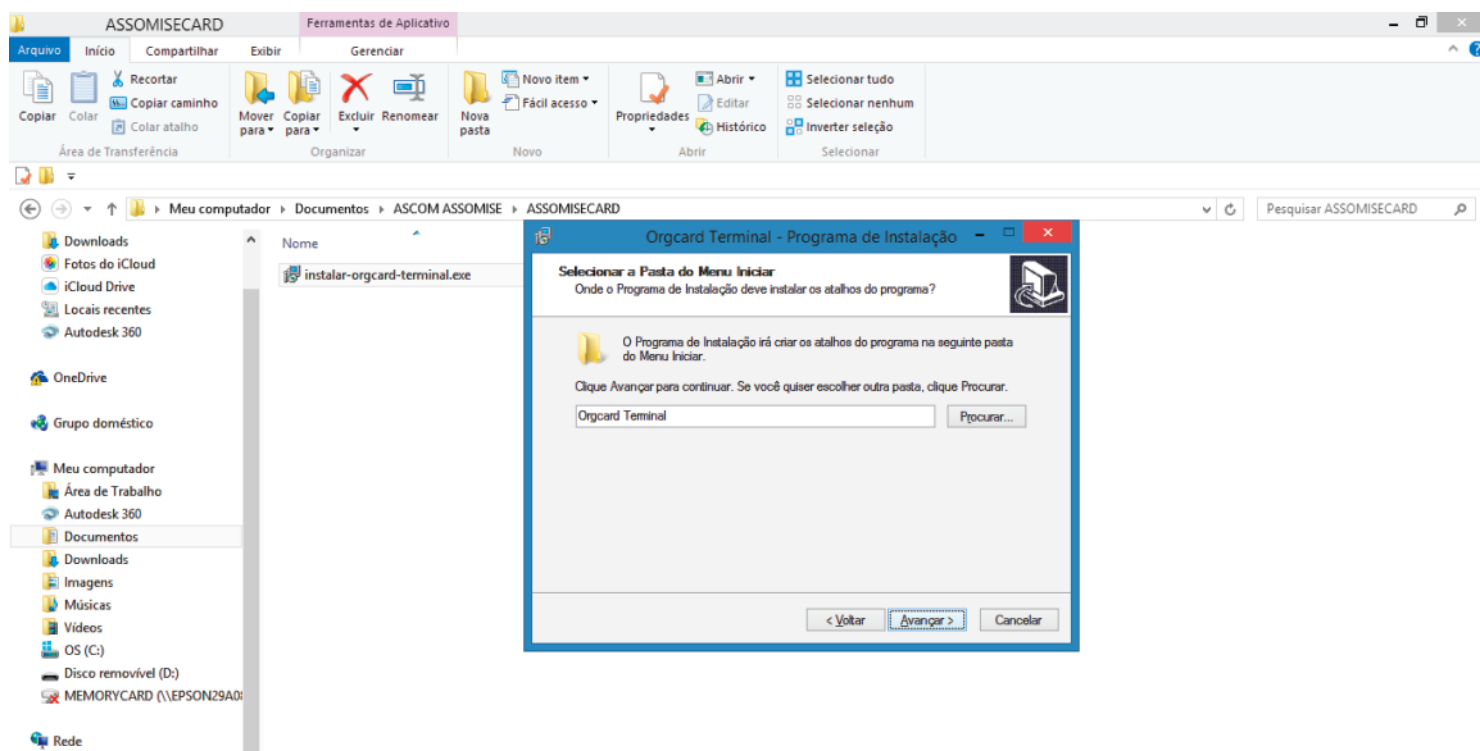 ASSOMISECARD
Ferramentas de Aplicativo
Arquivo Início Compartilhar Exibir Gerenciar
Copiar
Colar
Recortar
Copiar caminho
Colar atalho
Área de Transferência
Mover para
Copiar para
Excluir
Renomear
Organizar
Nova pasta
Novo item
Fácil acesso
Novo
Propriedades
Abrir
Editar
Histórico
Abrir
Selecionar tudo
Selecionar nenhum
Inverter seleção
Selecionar
Meu computador Documentos ASCOM ASSOMISE ASSOMISECARD
Pesquisar ASSOMISECARD
Downloads
Fotos do iCloud
iCloud Drive
Locais recentes
Autodesk 360
OneDrive
Grupo doméstico
Meu computador
Área de Trabalho
Autodesk 360
Documentos
Downloads
Imagens
Músicas
Vídeos
OS (C:)
Disco removível (D:)
MEMORYCARD (\\EPSON29A0
Rede
Nome
instalar-orgcard-terminal.exe
Orgcard Terminal - Programa de Instalação
Selecionar a Pasta do Menu Iniciar
Onde o Programa de Instalação deve instalar os atalhos do programa?
O Programa de Instalação irá criar os atalhos do programa na seguinte pasta
do Menu Iniciar.
Clique Avançar para continuar. Se você quiser escolher outra pasta, clique Procurar.
Orgcard Terminal
Procurar...
< Voltar
Avançar >
Cancelar